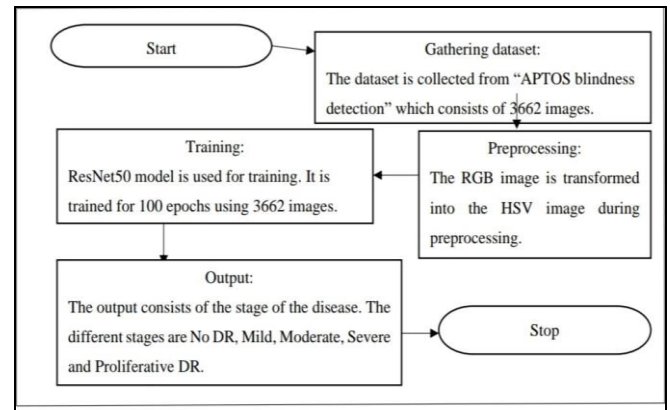 Start
Gathering dataset:
The dataset is collected from “APTOS blindness
detection” which consists of 3662 images.
Preprocessing:
The RGB image is transformed
into the HSV image during
preprocessing.
Training:
ResNet50 model is used for training. It is
trained for 100 epochs using 3662 images.
Output:
The output consists of the stage of the disease. The
different stages are No DR, Mild, Moderate, Severe
and Proliferative DR.
Stop